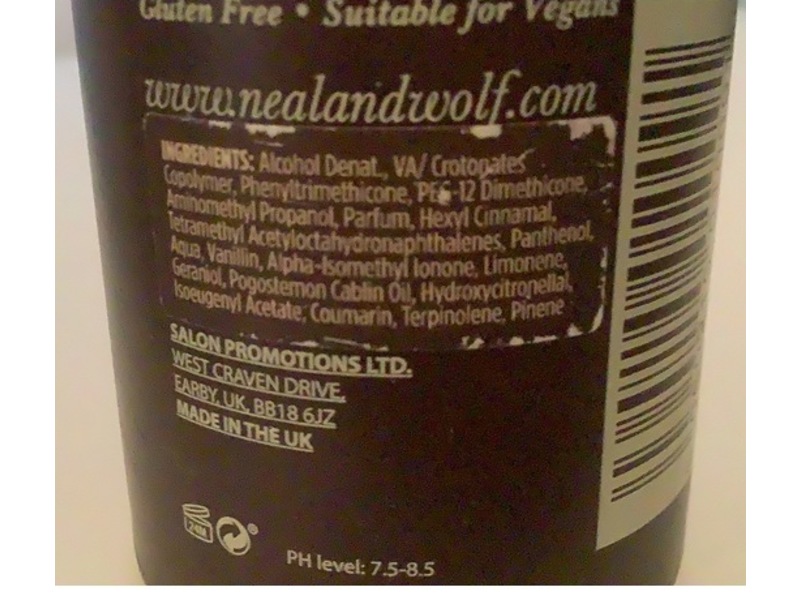 Gluten Free • Suitable for Vegans
www.nealandwolf.com
INGREDIENTS: Alcohol Denat., VA/ Crotonates
Copolymer, Phenyltrimethicone, PEG-12 Dimethicone,
Aminomethyl Propanol, Parfum, Hexyl Cinnamal,
Tetramethyl Acetyloctahydronaphthalenes, Panthenol,
Aqua, Vanillin, Alpha-Isomethyl Ionone, Limonene,
Geraniol, Pogostemon Cablin Oil, Hydroxycitronellal,
Isoeugenyl Acetate, Coumarin, Terpinolene, Pinene
SALON PROMOTIONS LTD.
WEST CRAVEN DRIVE,
EARBY, UK, BB18 6JZ
MADE IN THE UK
24M
PH level: 7.5-8.5